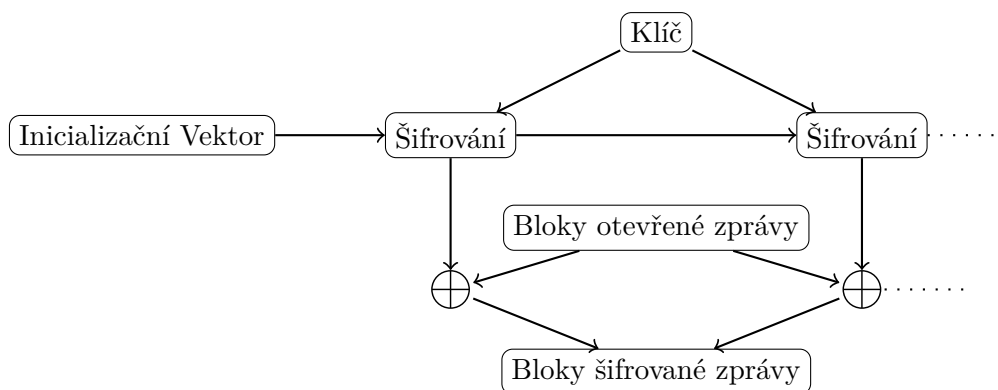 Klíč
Inicializační Vektor
Šifrování
Šifrování
Bloky otevřené zprávy
Bloky šifrované zprávy